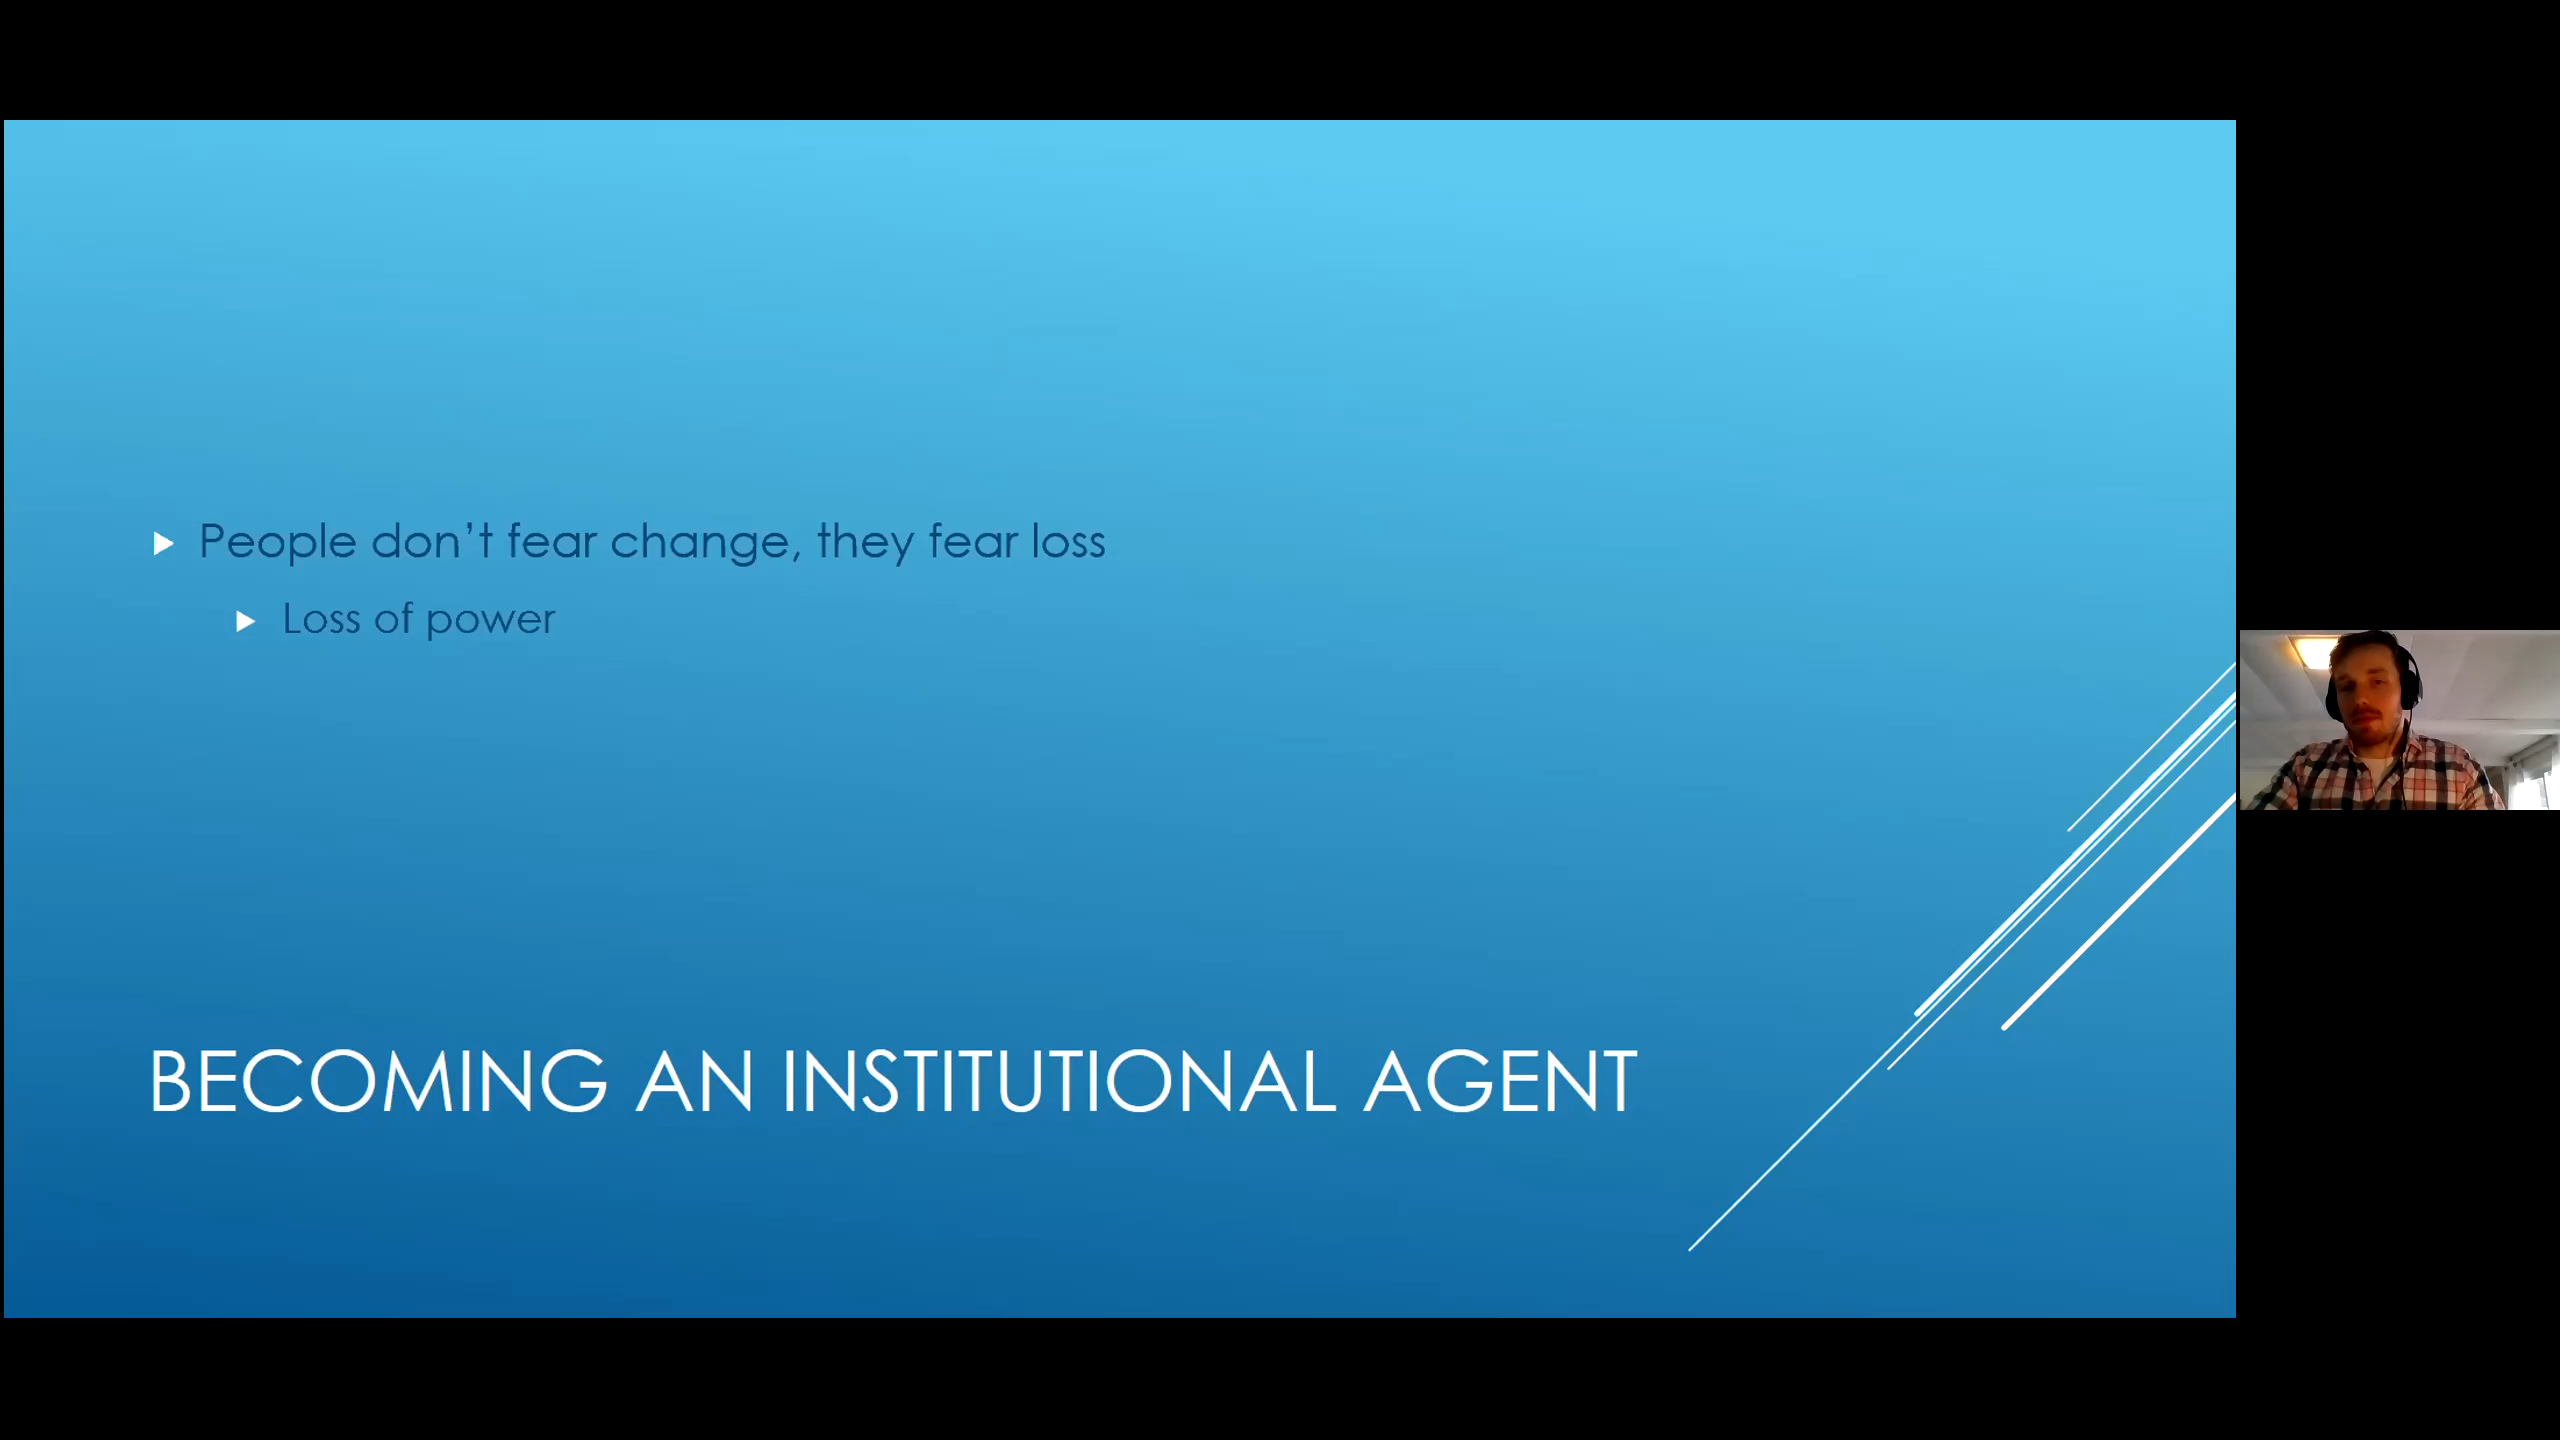 People don’t fear change, they fear loss
Loss of power
BECOMING AN INSTITUTIONAL AGENT